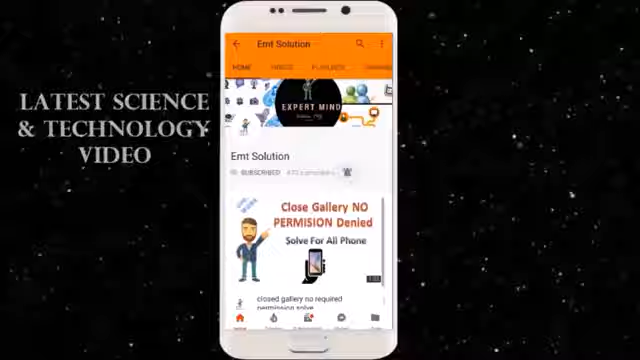 Emt Solution
HOME VIDEOS PLAYLISTS
EXPERT MIND
LATEST SCIENCE
& TECHNOLOGY
VIDEO
Emt Solution
SUBSCRIBED
Close Gallery NO
PERMISION Denied
Solve For All Phone
closed gallery no required
permission solve